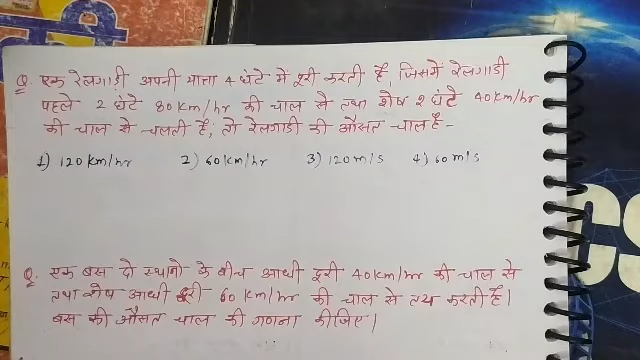 Q. एक रेलगाडी अपनी यात्रा 4 घंटे में पूरी करती है जिसमें रेलगाडी
पहले 2 घंटे 80 km/hr की चाल से तथा शेष 2 घंटे 40 km/hr
की चाल से चलती है, तो रेलगाडी की औसत चाल है -
1) 120 km/hr 2) 60 km/hr 3) 120 m/s 4) 60 m/s
Q. एक बस दो स्थानो के बीच आधी दूरी 40 km/hr की चाल से
तथा शेष आधी दूरी 60 km/hr की चाल से तय करती है।
बस की औसत चाल की गणना कीजिए।